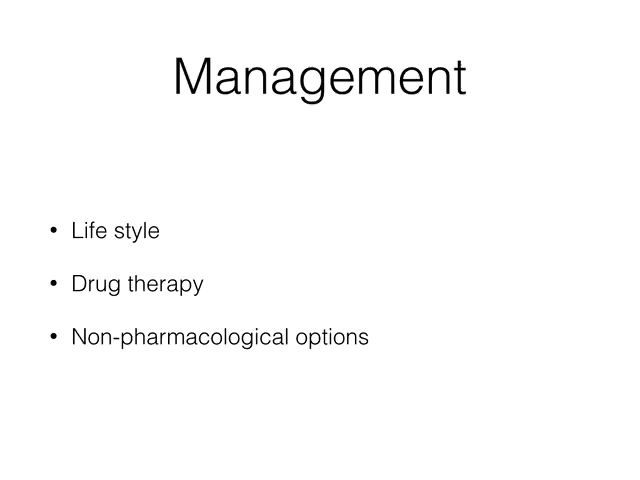 Management
• Life style
• Drug therapy
• Non-pharmacological options